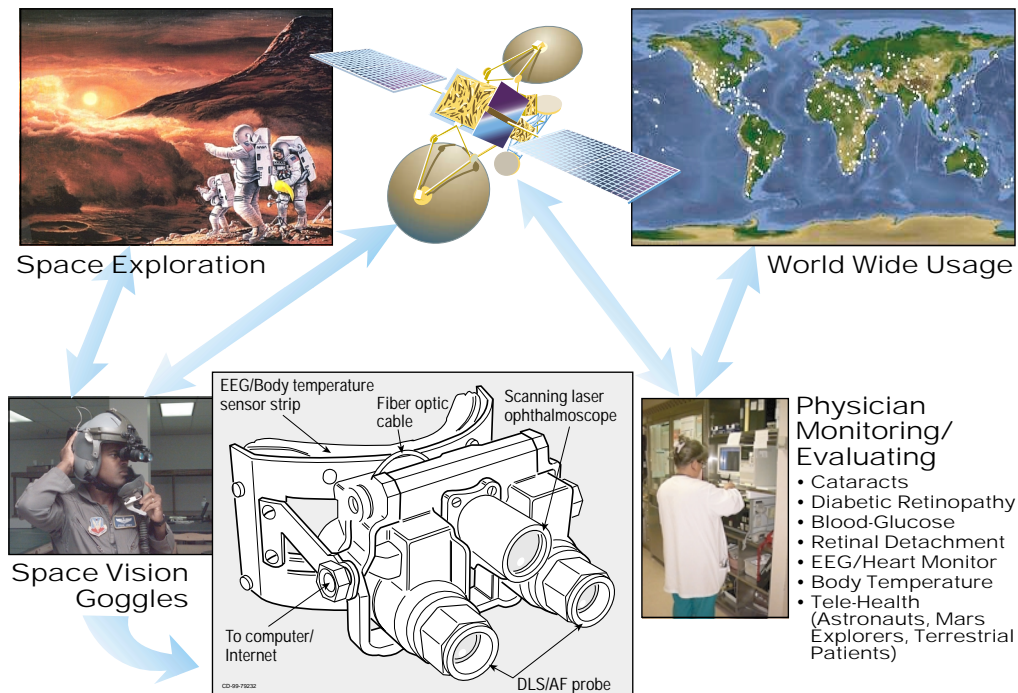 Space Exploration
World Wide Usage
EEG/Body temperature
sensor strip
Fiber optic
cable
Scanning laser
ophthalmoscope
To computer/
Internet
DLS/AF probe
CD-99-79232
Space Vision
Goggles
Physician
Monitoring/
Evaluating
• Cataracts
• Diabetic Retinopathy
• Blood-Glucose
• Retinal Detachment
• EEG/Heart Monitor
• Body Temperature
• Tele-Health
(Astronauts, Mars
Explorers, Terrestrial
Patients)